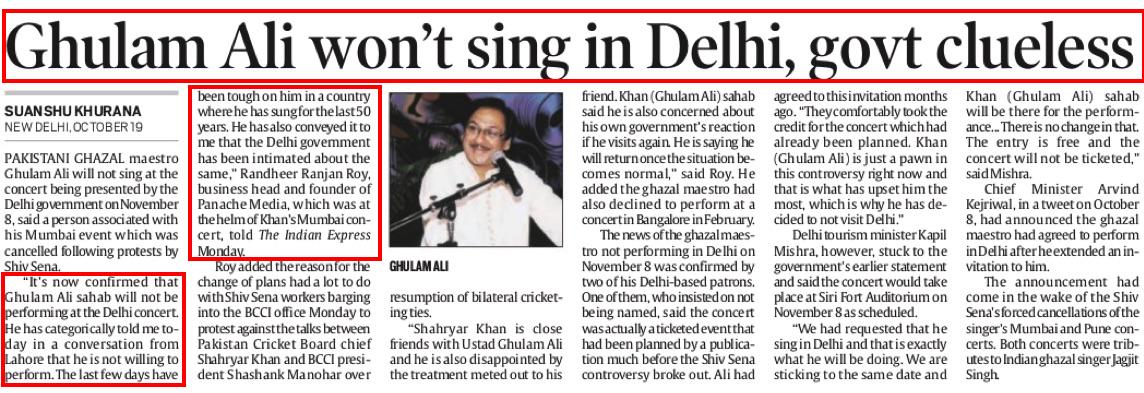 Ghulam Ali won't sing in Delhi, govt clueless
SUANSHU KHURANA
NEW DELHI, OCTOBER 19
PAKISTANI GHAZAL maestro
Ghulam Ali will not sing at the
concert being presented by the
Delhi government on November
8, said a person associated with
his Mumbai event which was
cancelled following protests by
Shiv Sena.
"It's now confirmed that
Ghulam Ali sahab will not be
performing at the Delhi concert.
He has categorically told me to-
day in a conversation from
Lahore that he is not willing to
perform. The last few days have
been tough on him in a country
where he has sung for the last 50
years. He has also conveyed it to
me that the Delhi government
has been intimated about the
same," Randheer Ranjan Roy,
business head and founder of
Panache Media, which was at
the helm of Khan's Mumbai con-
cert, told The Indian Express
Monday.
Roy added the reason for the
change of plans had a lot to do
with Shiv Sena workers barging
into the BCCI office Monday to
protest against the talks between
Pakistan Cricket Board chief
Shahryar Khan and BCCI presi-
dent Shashank Manohar over
GHULAM ALI
resumption of bilateral cricket-
ing ties.
"Shahryar Khan is close
friends with Ustad Ghulam Ali
and he is also disappointed by
the treatment meted out to his
friend. Khan (Ghulam Ali) sahab
said he is also concerned about
his own government's reaction
if he visits again. He is saying he
will return once the situation be-
comes normal," said Roy. He
added the ghazal maestro had
also declined to perform at a
concert in Bangalore in February.
The news of the ghazal maes-
tro not performing in Delhi on
November 8 was confirmed by
two of his Delhi-based patrons.
One of them, who insisted on not
being named, said the concert
was actually a ticketed event that
had been planned by a publica-
tion much before the Shiv Sena
controversy broke out. Ali had
agreed to this invitation months
ago. "They comfortably took the
credit for the concert which had
already been planned. Khan
(Ghulam Ali) is just a pawn in
this controversy right now and
that is what has upset him the
most, which is why he has de-
cided to not visit Delhi."
Delhi tourism minister Kapil
Mishra, however, stuck to the
government's earlier statement
and said the concert would take
place at Siri Fort Auditorium on
November 8 as scheduled.
"We had requested that he
sing in Delhi and that is exactly
what he will be doing. We are
sticking to the same date and
Khan (Ghulam Ali) sahab
will be there for the perform-
ance... There is no change in that.
The entry is free and the
concert will not be ticketed,"
said Mishra.
Chief Minister Arvind
Kejriwal, in a tweet on October
8, had announced the ghazal
maestro had agreed to perform
in Delhi after he extended an in-
vitation to him.
The announcement had
come in the wake of the Shiv
Sena's forced cancellations of the
singer's Mumbai and Pune con-
certs. Both concerts were trib-
utes to Indian ghazal singer Jagjit
Singh.